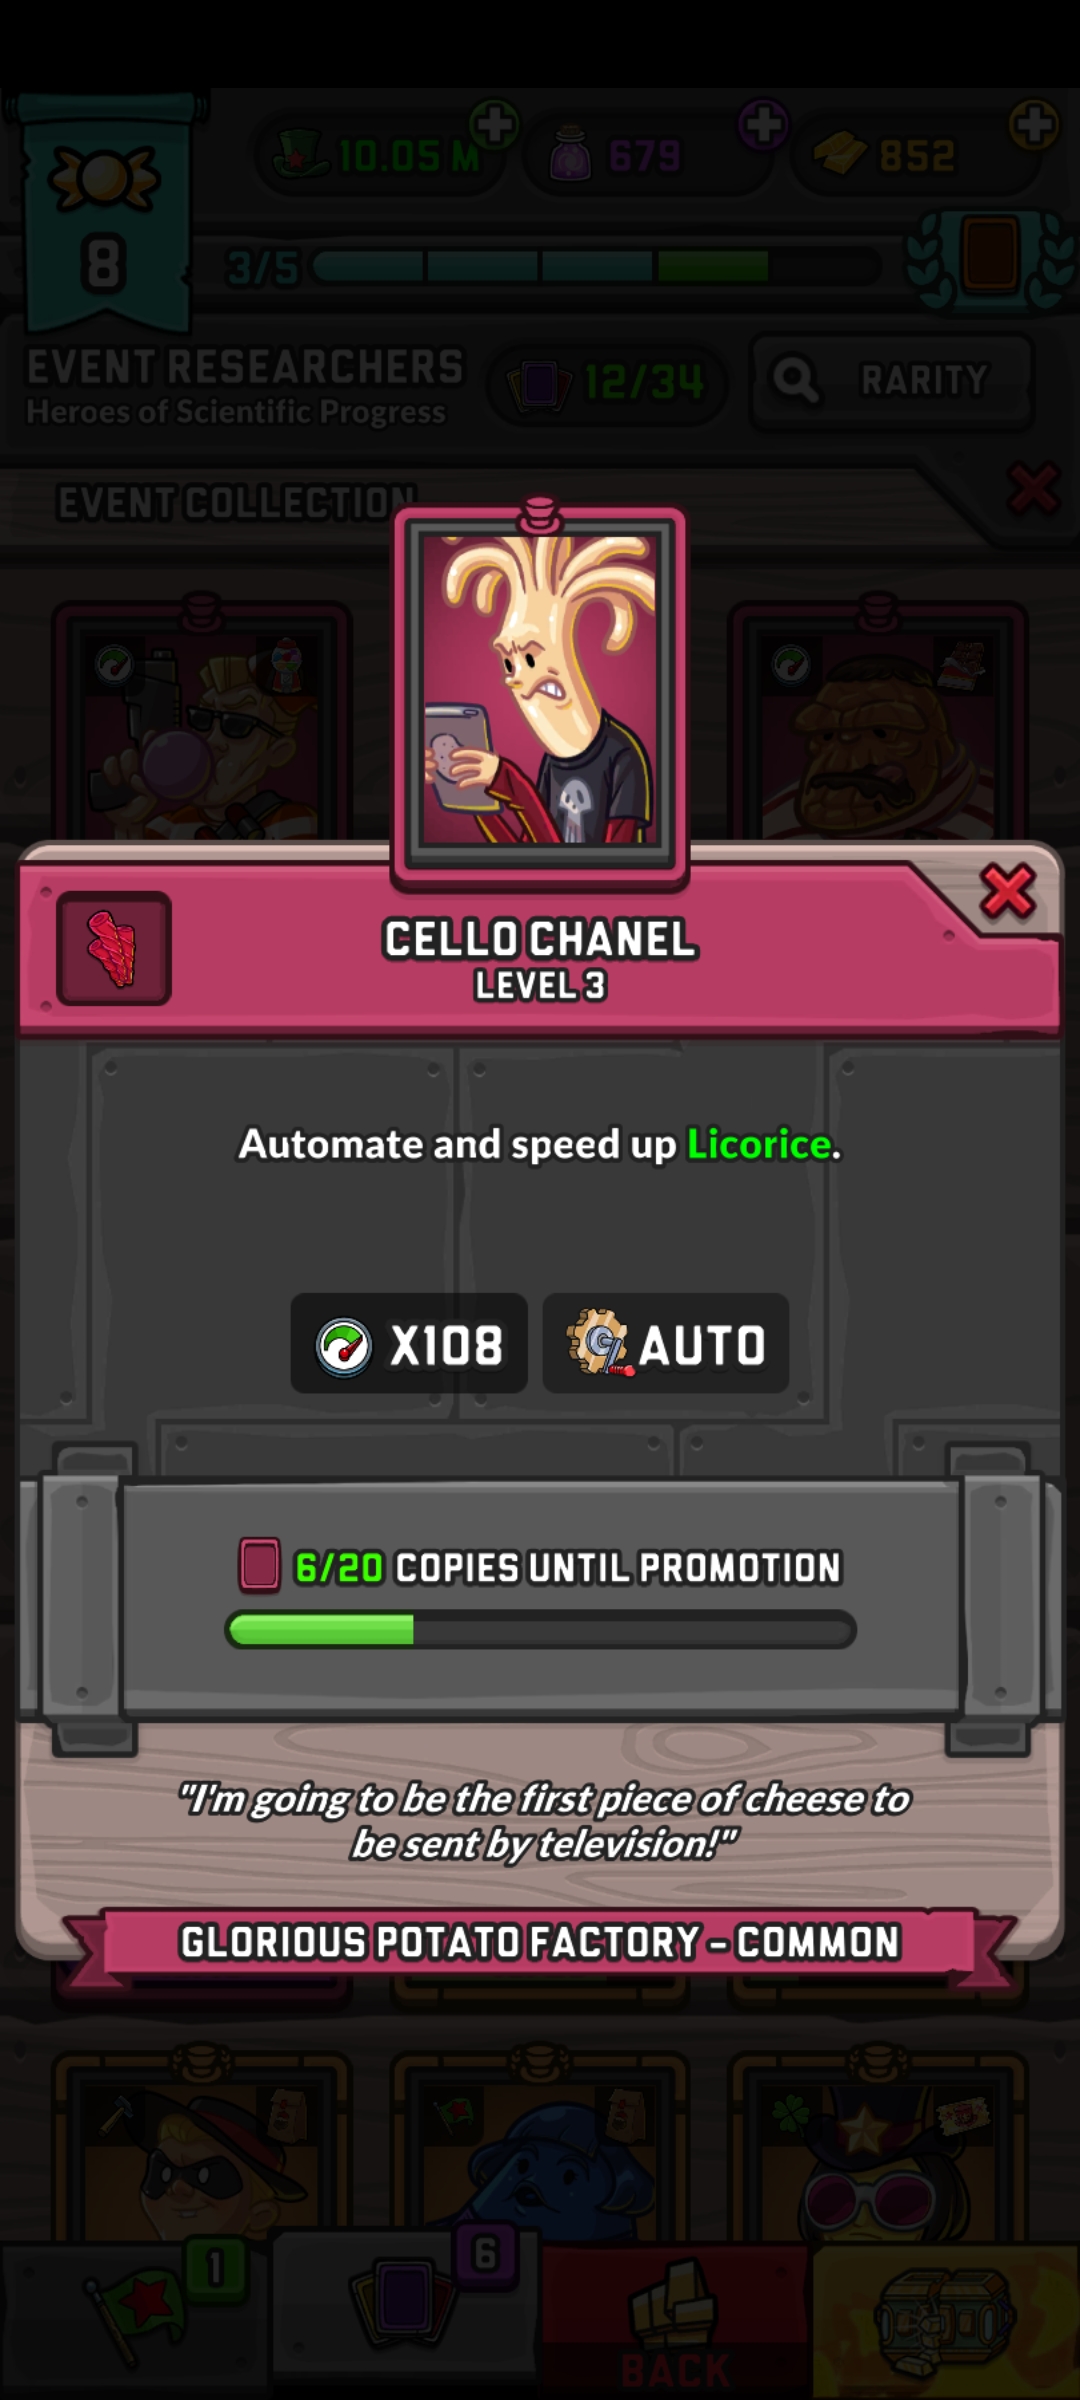 10.05 M
679
852
8
3/5
EVENT RESEARCHERS
Heroes of Scientific Progress
12/34
RARITY
EVENT COLLECTION
CELLO CHANEL
LEVEL 3
Automate and speed up Licorice.
X108
AUTO
6/20 COPIES UNTIL PROMOTION
"I'm going to be the first piece of cheese to
be sent by television!"
GLORIOUS POTATO FACTORY - COMMON
1
6
BACK